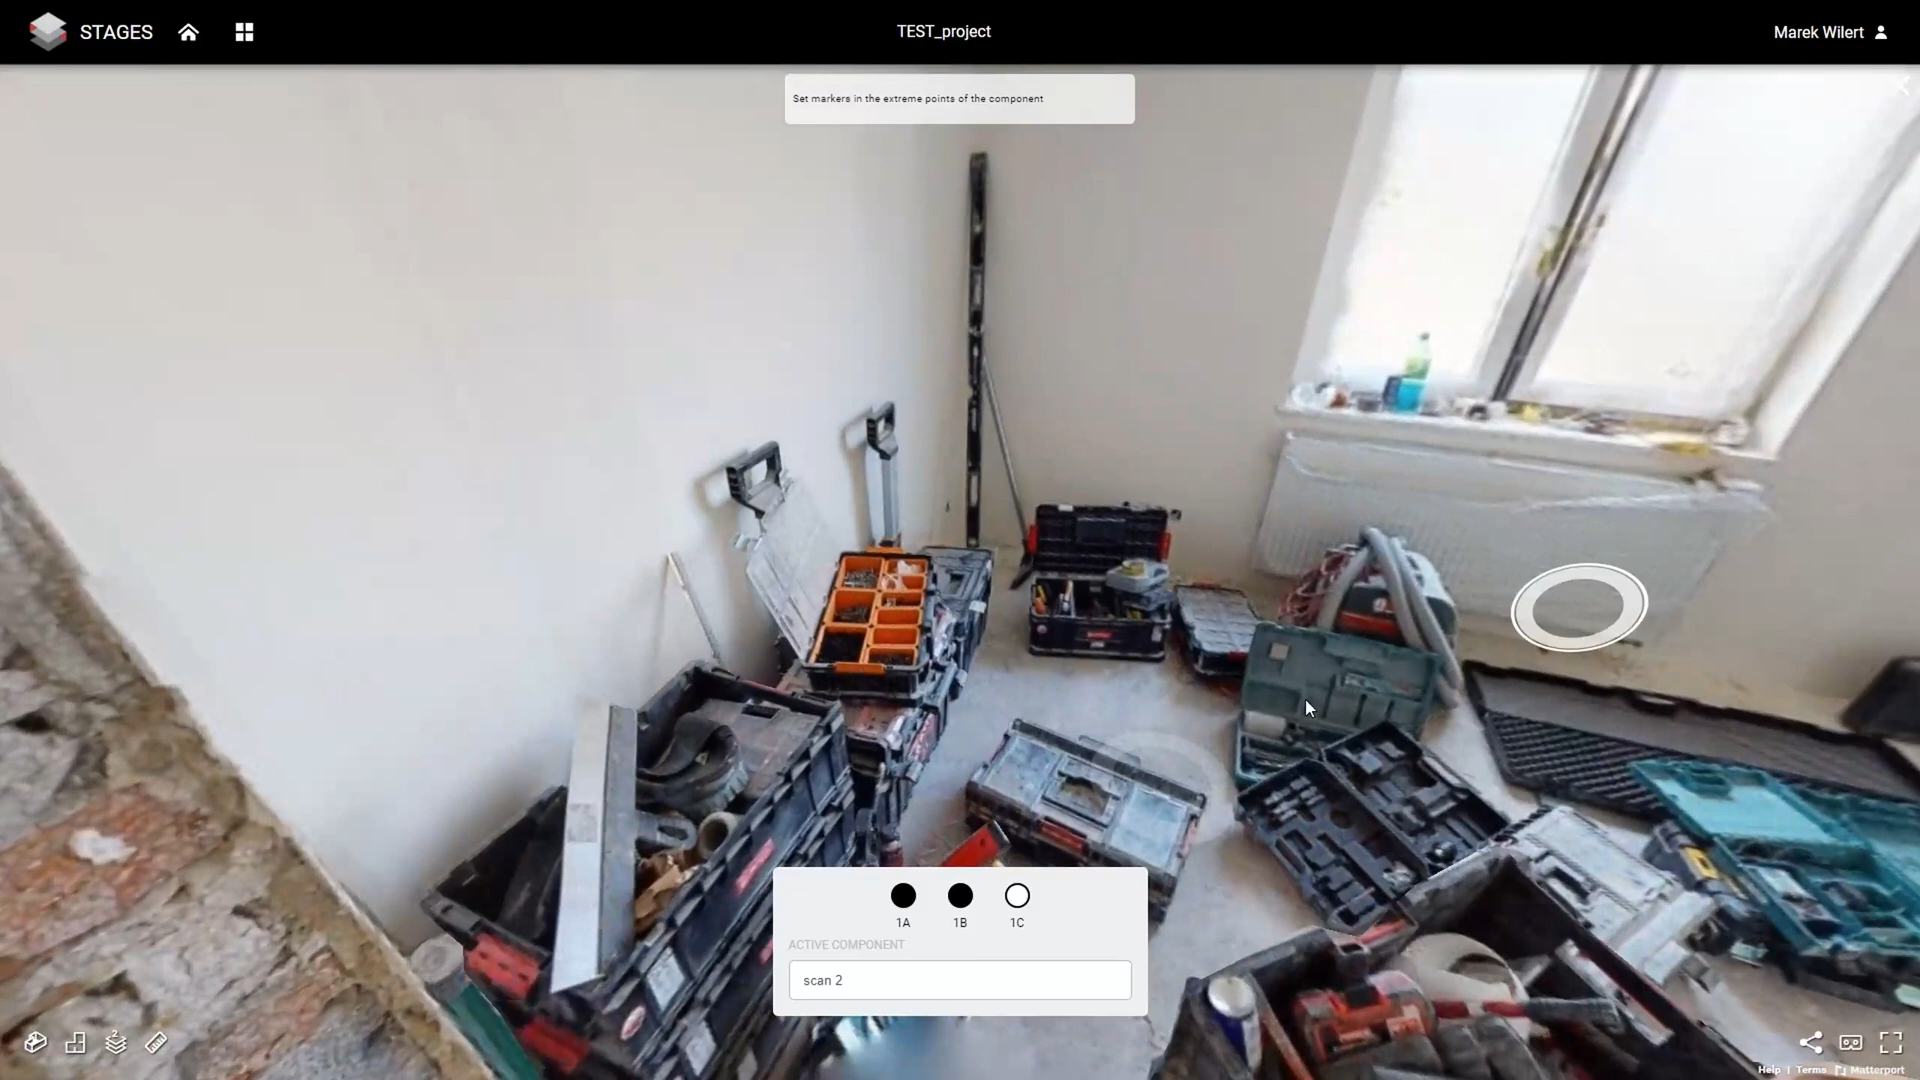 STAGES
TEST_project
Marek Wilert
Set markers in the extreme points of the component
1A 1B 1C
ACTIVE COMPONENT
scan 2
2
Help | Terms | Matterport